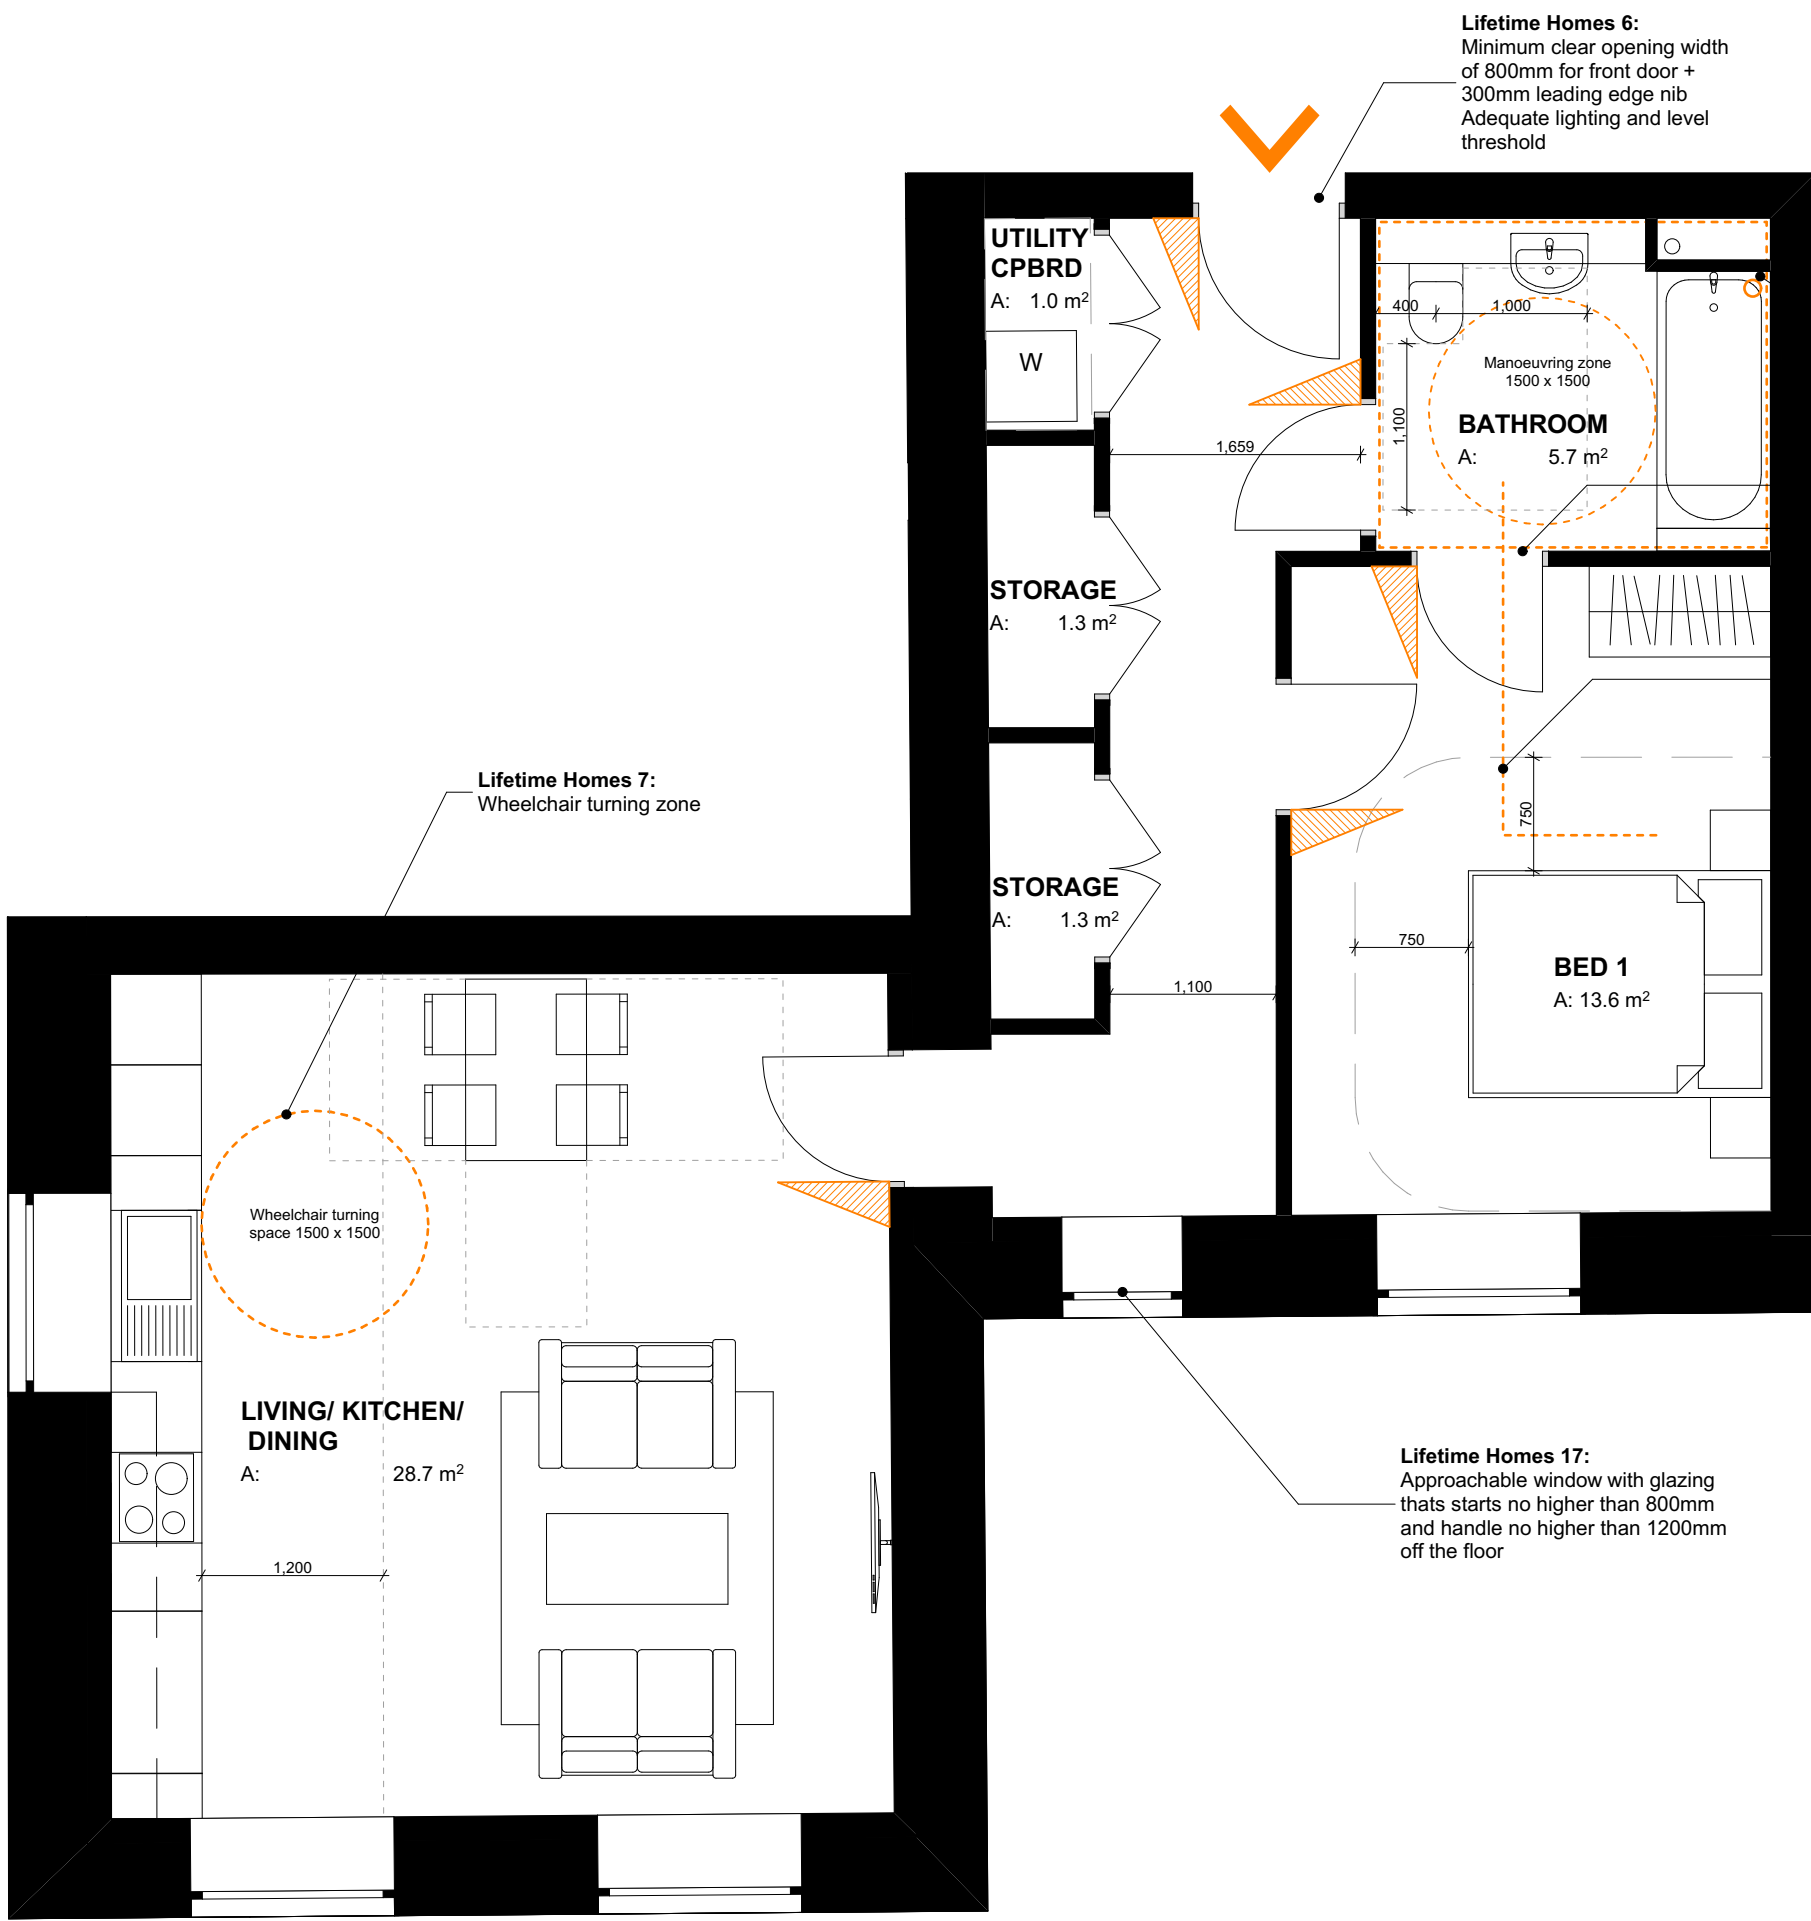 Lifetime Homes 6:
Minimum clear opening width
of 800mm for front door +
300mm leading edge nib
Adequate lighting and level
threshold
UTILITY
CPBRD
A: 1.0 m²
W
400
1,000
Manoeuvring zone
1500 x 1500
1,100
BATHROOM
A: 5.7 m²
1,659
STORAGE
A: 1.3 m²
Lifetime Homes 7:
Wheelchair turning zone
750
STORAGE
A: 1.3 m²
750
BED 1
A: 13.6 m²
1,100
Wheelchair turning
space 1500 x 1500
LIVING/ KITCHEN/
DINING
A: 28.7 m²
1,200
Lifetime Homes 17:
Approachable window with glazing
thats starts no higher than 800mm
and handle no higher than 1200mm
off the floor